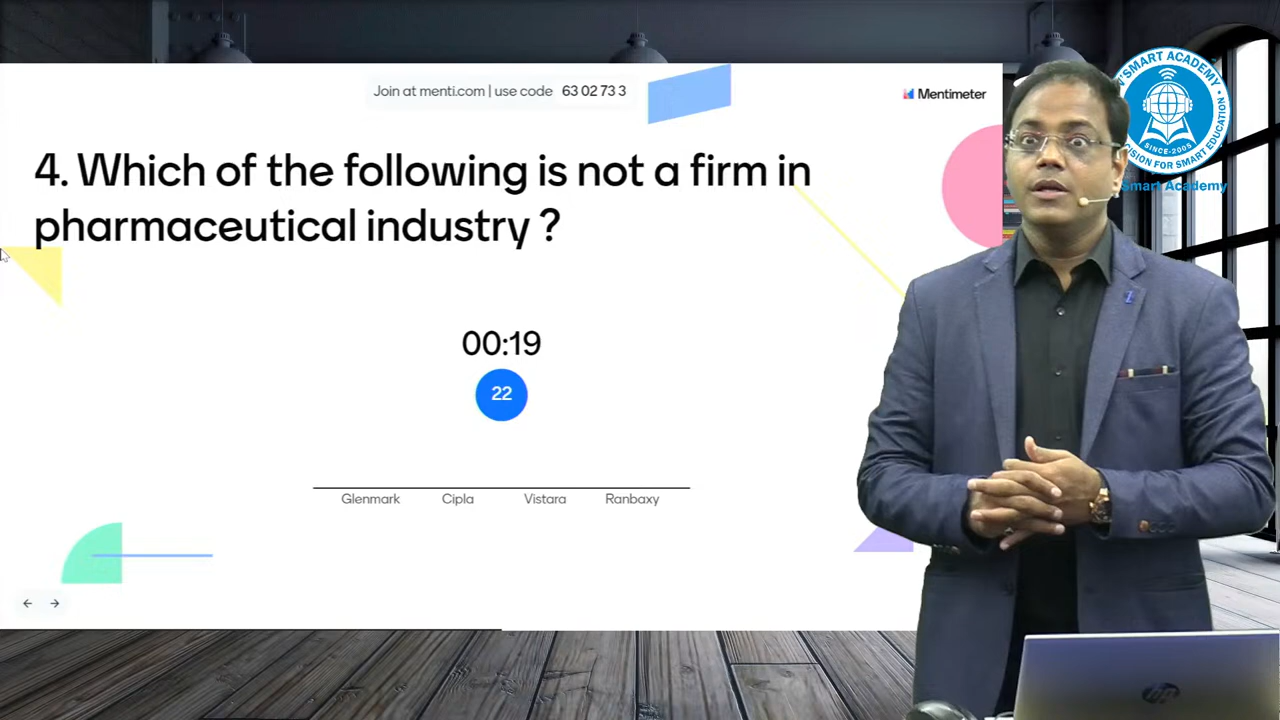 Join at menti.com | use code 63 02 73 3
Mentimeter
4. Which of the following is not a firm in
pharmaceutical industry ?
00:19
22
Glenmark Cipla Vistara Ranbaxy
SMART ACADEMY
SINCE-2005
VISION FOR SMART EDUCATION
Smart Academy
hp